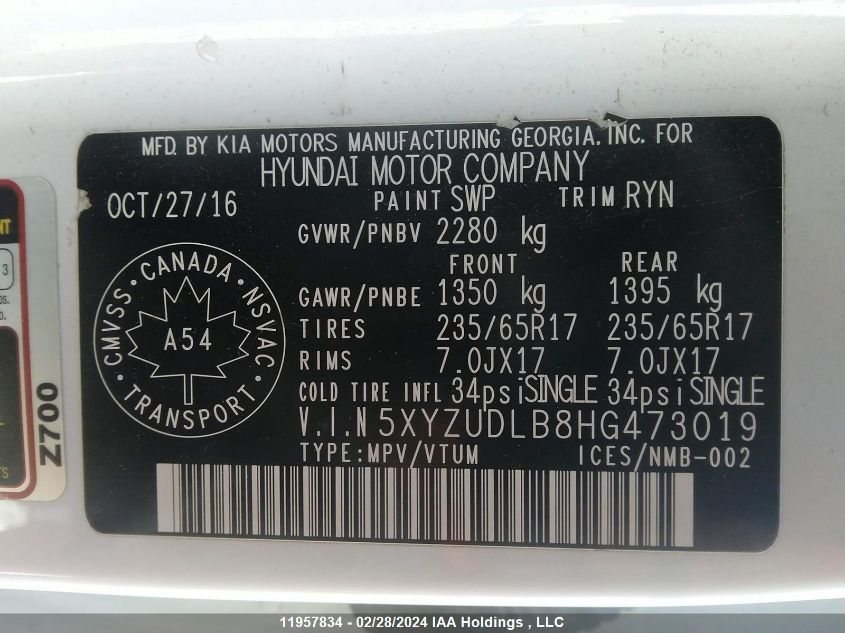 MFD. BY KIA MOTORS MANUFACTURING GEORGIA. INC. FOR
HYUNDAI MOTOR COMPANY
OCT/27/16 PAINT SWP TRIM RYN
GVWR/PNBV 2280 kg
FRONT REAR
GAWR/PNBE 1350 kg 1395 kg
TIRES 235/65R17 235/65R17
RIMS 7.0JX17 7.0JX17
COLD TIRE INFL 34psiSINGLE 34psiSINGLE
V.I.N 5XYZUDLB8HG473019
TYPE:MPV/VTUM ICES/NMB-002
CMVSS • CANADA • NSVAC
A54
TRANSPORT
Z700
3
11957834 - 02/28/2024 IAA Holdings , LLC